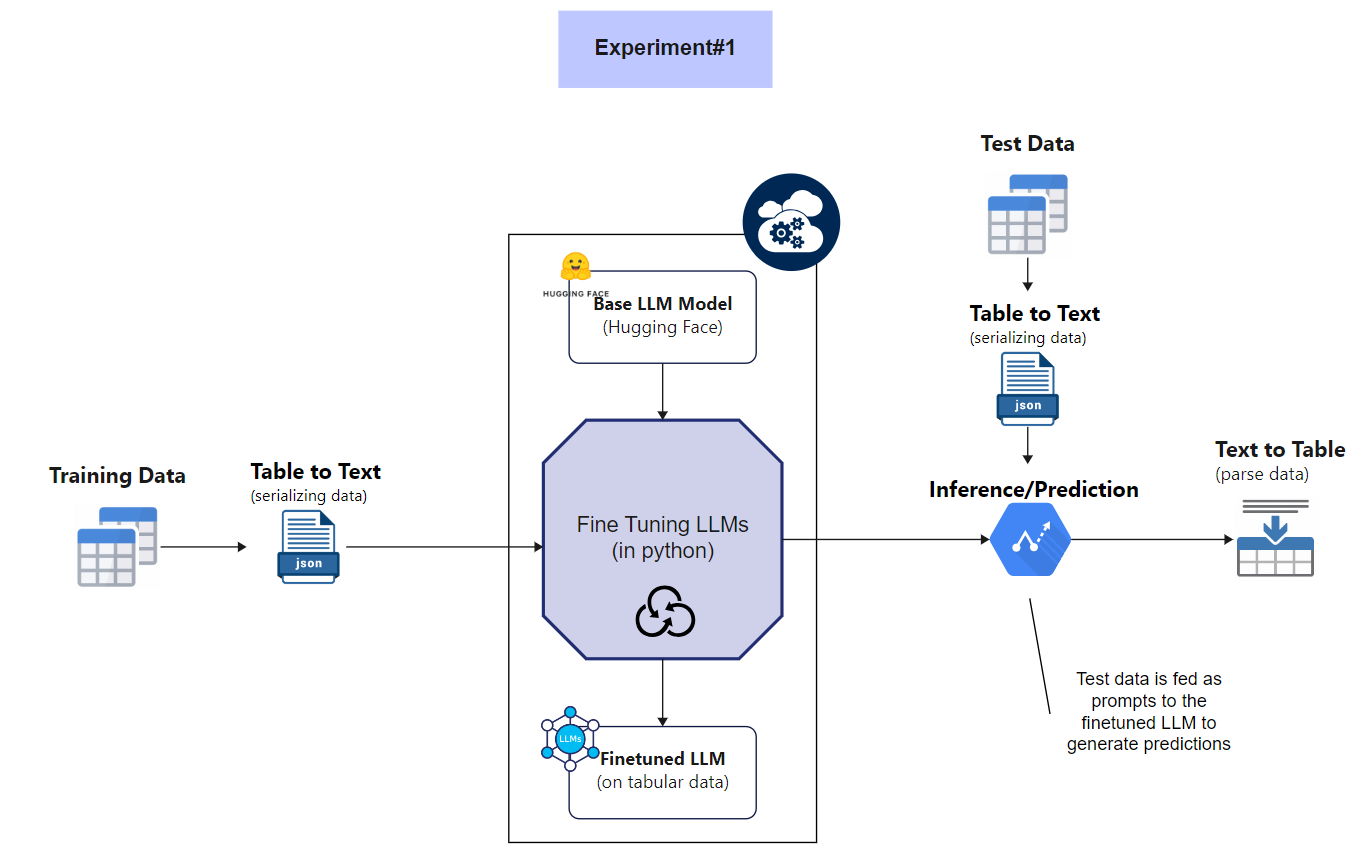 Experiment#1
Training Data
Table to Text
(serializing data)
json
HUGGING FACE
Base LLM Model
(Hugging Face)
Fine Tuning LLMs
(in python)
LLMs
Finetuned LLM
(on tabular data)
Test Data
Table to Text
(serializing data)
json
Inference/Prediction
Test data is fed as
prompts to the
finetuned LLM to
generate predictions
Text to Table
(parse data)